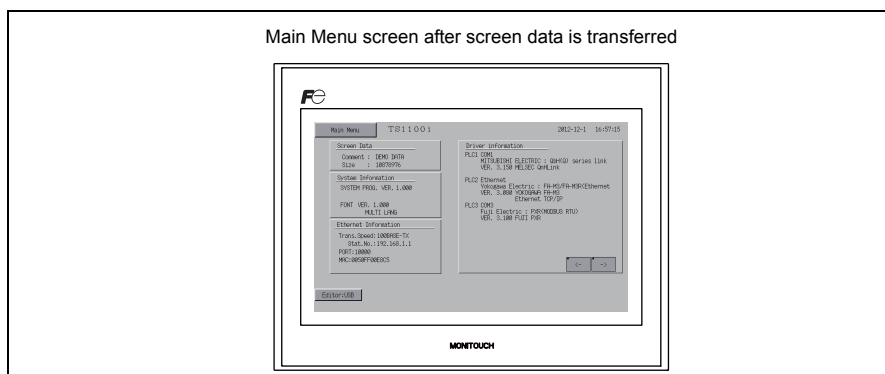 Main Menu screen after screen data is transferred
Fe
Main Menu
TS1100i
2012-12-1 16:57:15
Screen Data
Comment : DEMO DATA
Size : 10878976
System Information
SYSTEM PROG. VER. 1.000
FONT VER. 1.000
MULTI LANG
Ethernet Information
Trans.Speed:100BASE-TX
Stat.No.:192.168.1.1
PORT:10000
MAC:0050FF00E8C5
Driver information
PLC1 COM1
MITSUBISHI ELECTRIC : QnH(Q) series link
VER. 3.150 MELSEC QnHLink
PLC2 Ethernet
Yokogawa Electric : FA-M3/FA-M3R(Ethernet
VER. 3.080 YOKOGAWA FA-M3
Ethernet TCP/IP
PLC3 COM3
Fuji Electric : PXR(MODBUS RTU)
VER. 3.100 FUJI PXR
<- ->
Editor:USB
MONITOUCH